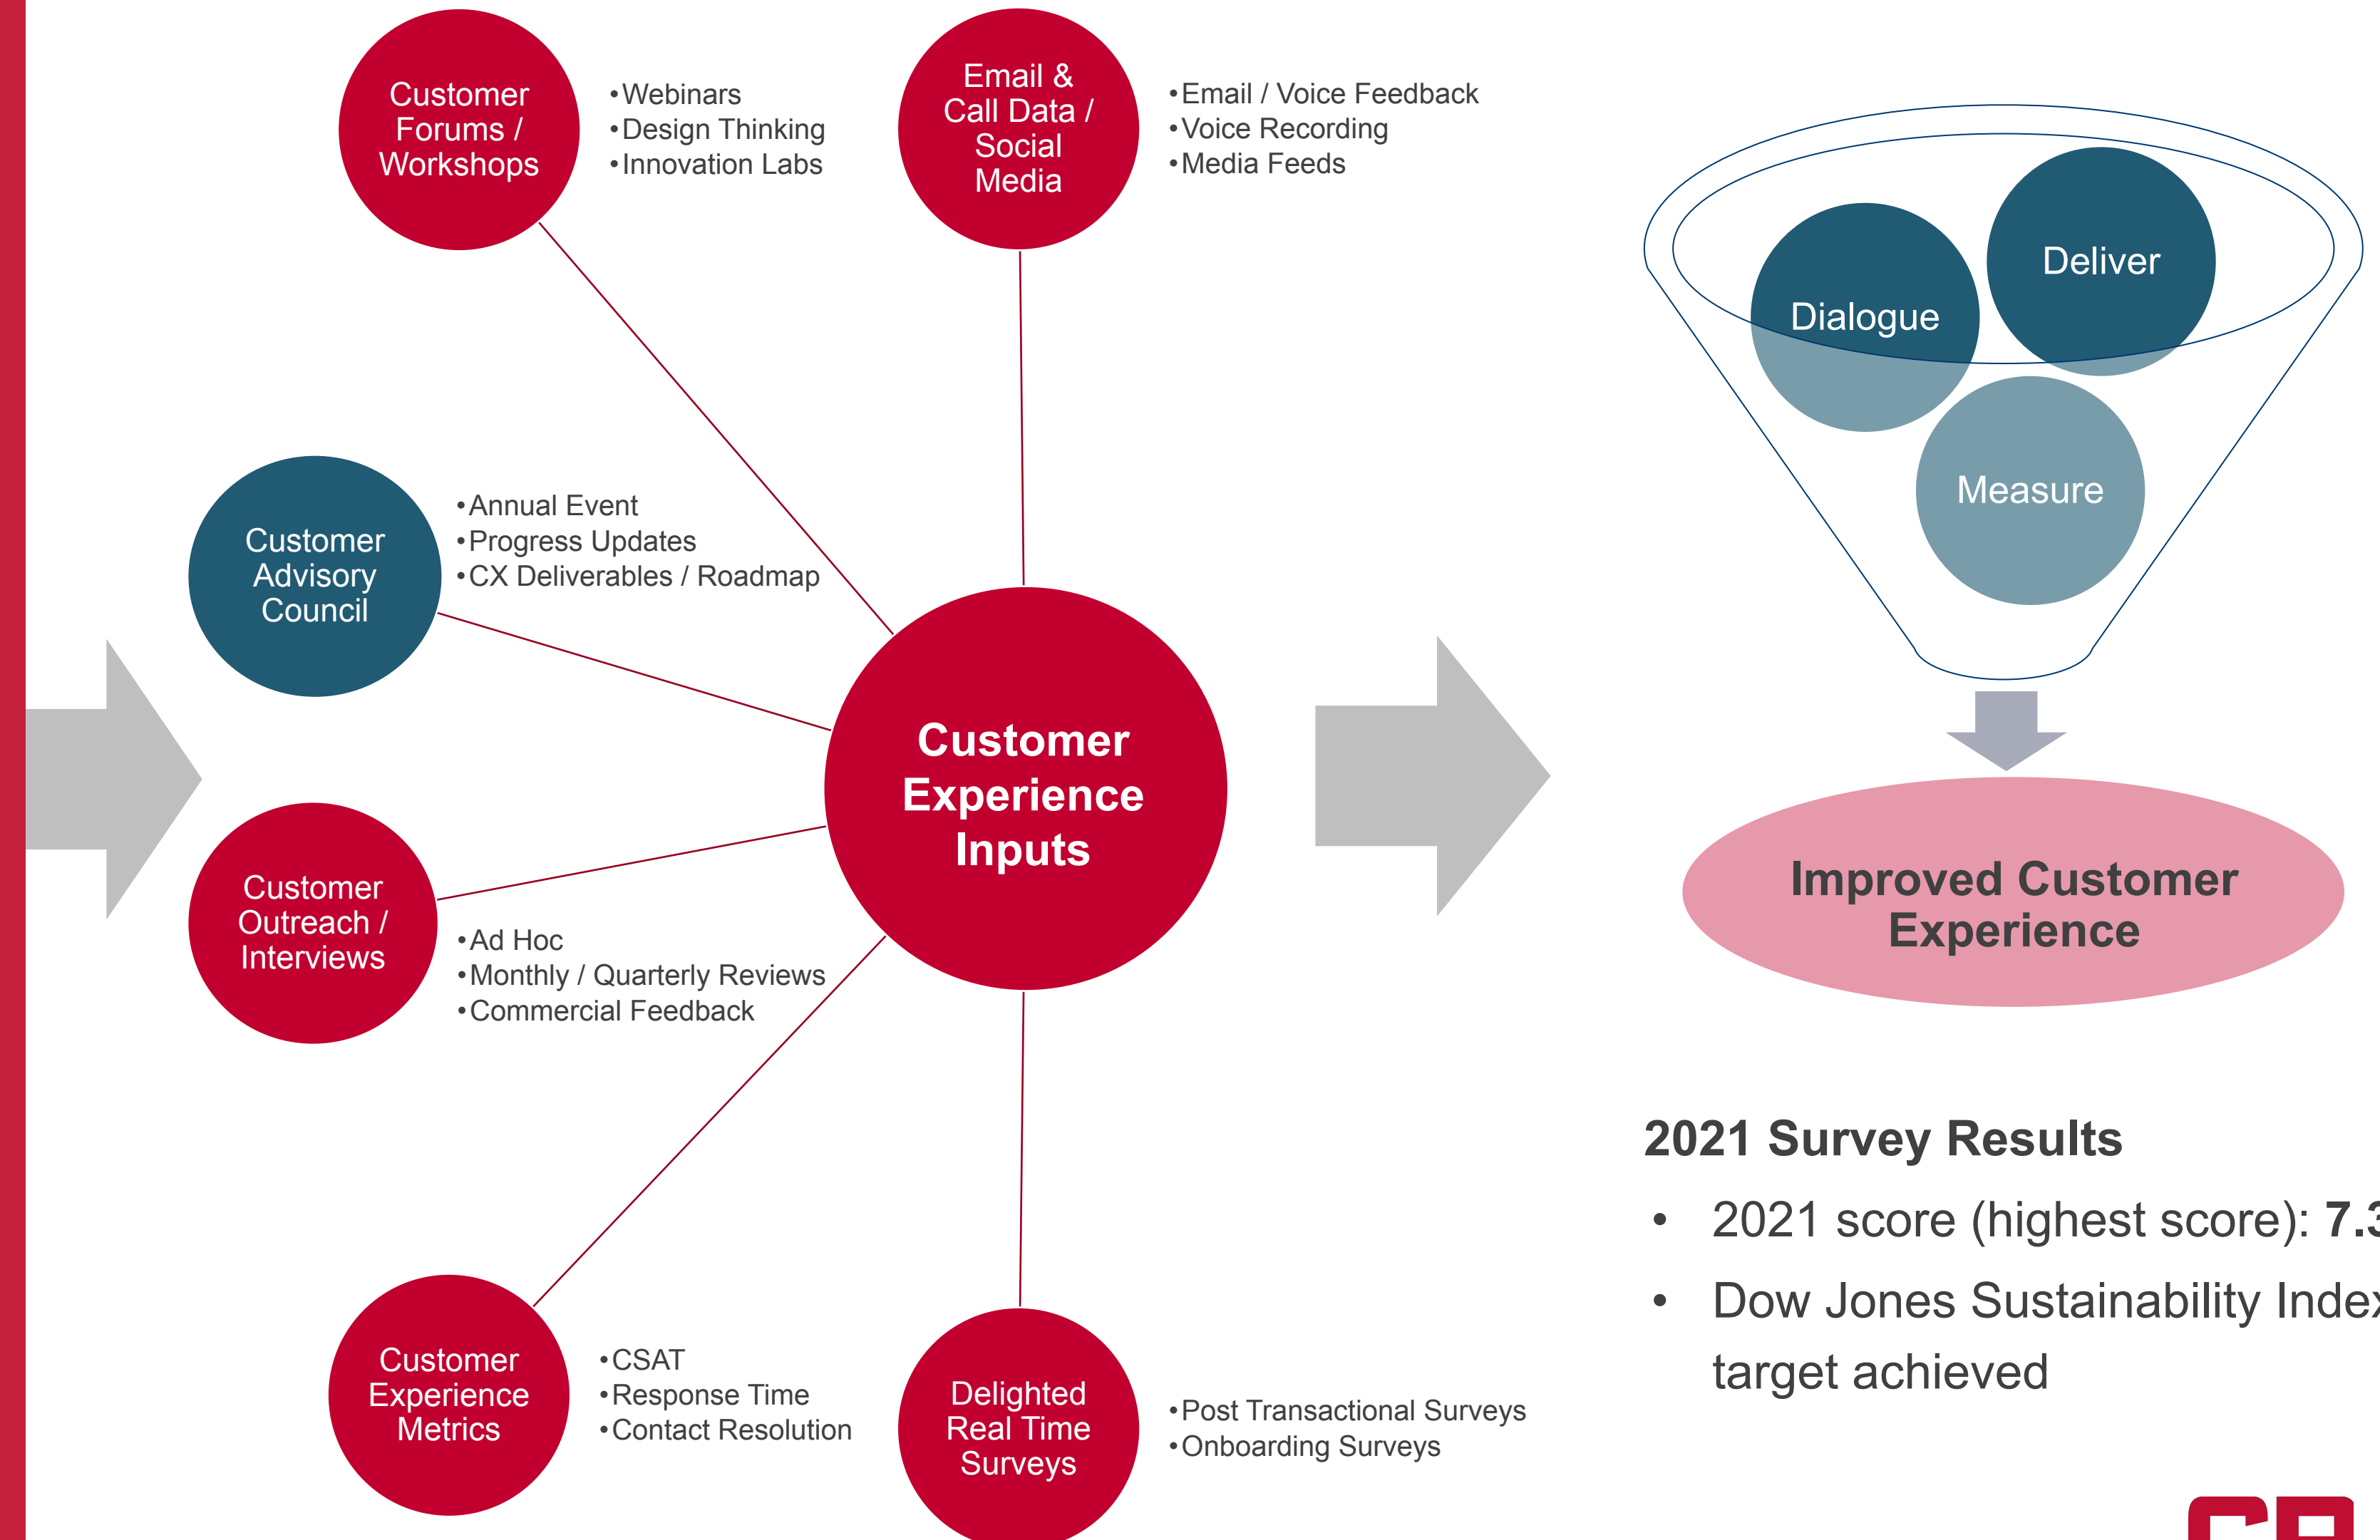 Customer
Forums /
Workshops
•Webinars
•Design Thinking
•Innovation Labs
Email &
Call Data /
Social
Media
•Email / Voice Feedback
•Voice Recording
•Media Feeds
Customer
Advisory
Council
•Annual Event
•Progress Updates
•CX Deliverables / Roadmap
Customer
Experience
Inputs
Customer
Outreach /
Interviews
•Ad Hoc
•Monthly / Quarterly Reviews
•Commercial Feedback
Customer
Experience
Metrics
•CSAT
•Response Time
•Contact Resolution
Delighted
Real Time
Surveys
•Post Transactional Surveys
•Onboarding Surveys
Dialogue
Deliver
Measure
Improved Customer
Experience
2021 Survey Results
• 2021 score (highest score): 7.3
• Dow Jones Sustainability Index
target achieved